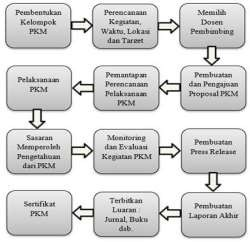 Pembentukan
Kelompok
PKM
Perencanaan
Kegiatan,
Waktu, Lokasi
dan Target
Memilih
Dosen
Pembimbing
Pembuatan
dan Pengajuan
Proposal PKM
Pemantapan
Perencanaan
Pelaksanaan
PKM
Pelaksanaan
PKM
Sasaran
Memperoleh
Pengetahuan
dari PKM
Monitoring
dan Evaluasi
Kegiatan PKM
Pembuatan
Press Release
Pembuatan
Laporan Akhir
Terbitkan
Luaran
Jurnal, Buku
dsb.
Sertifikat
PKM